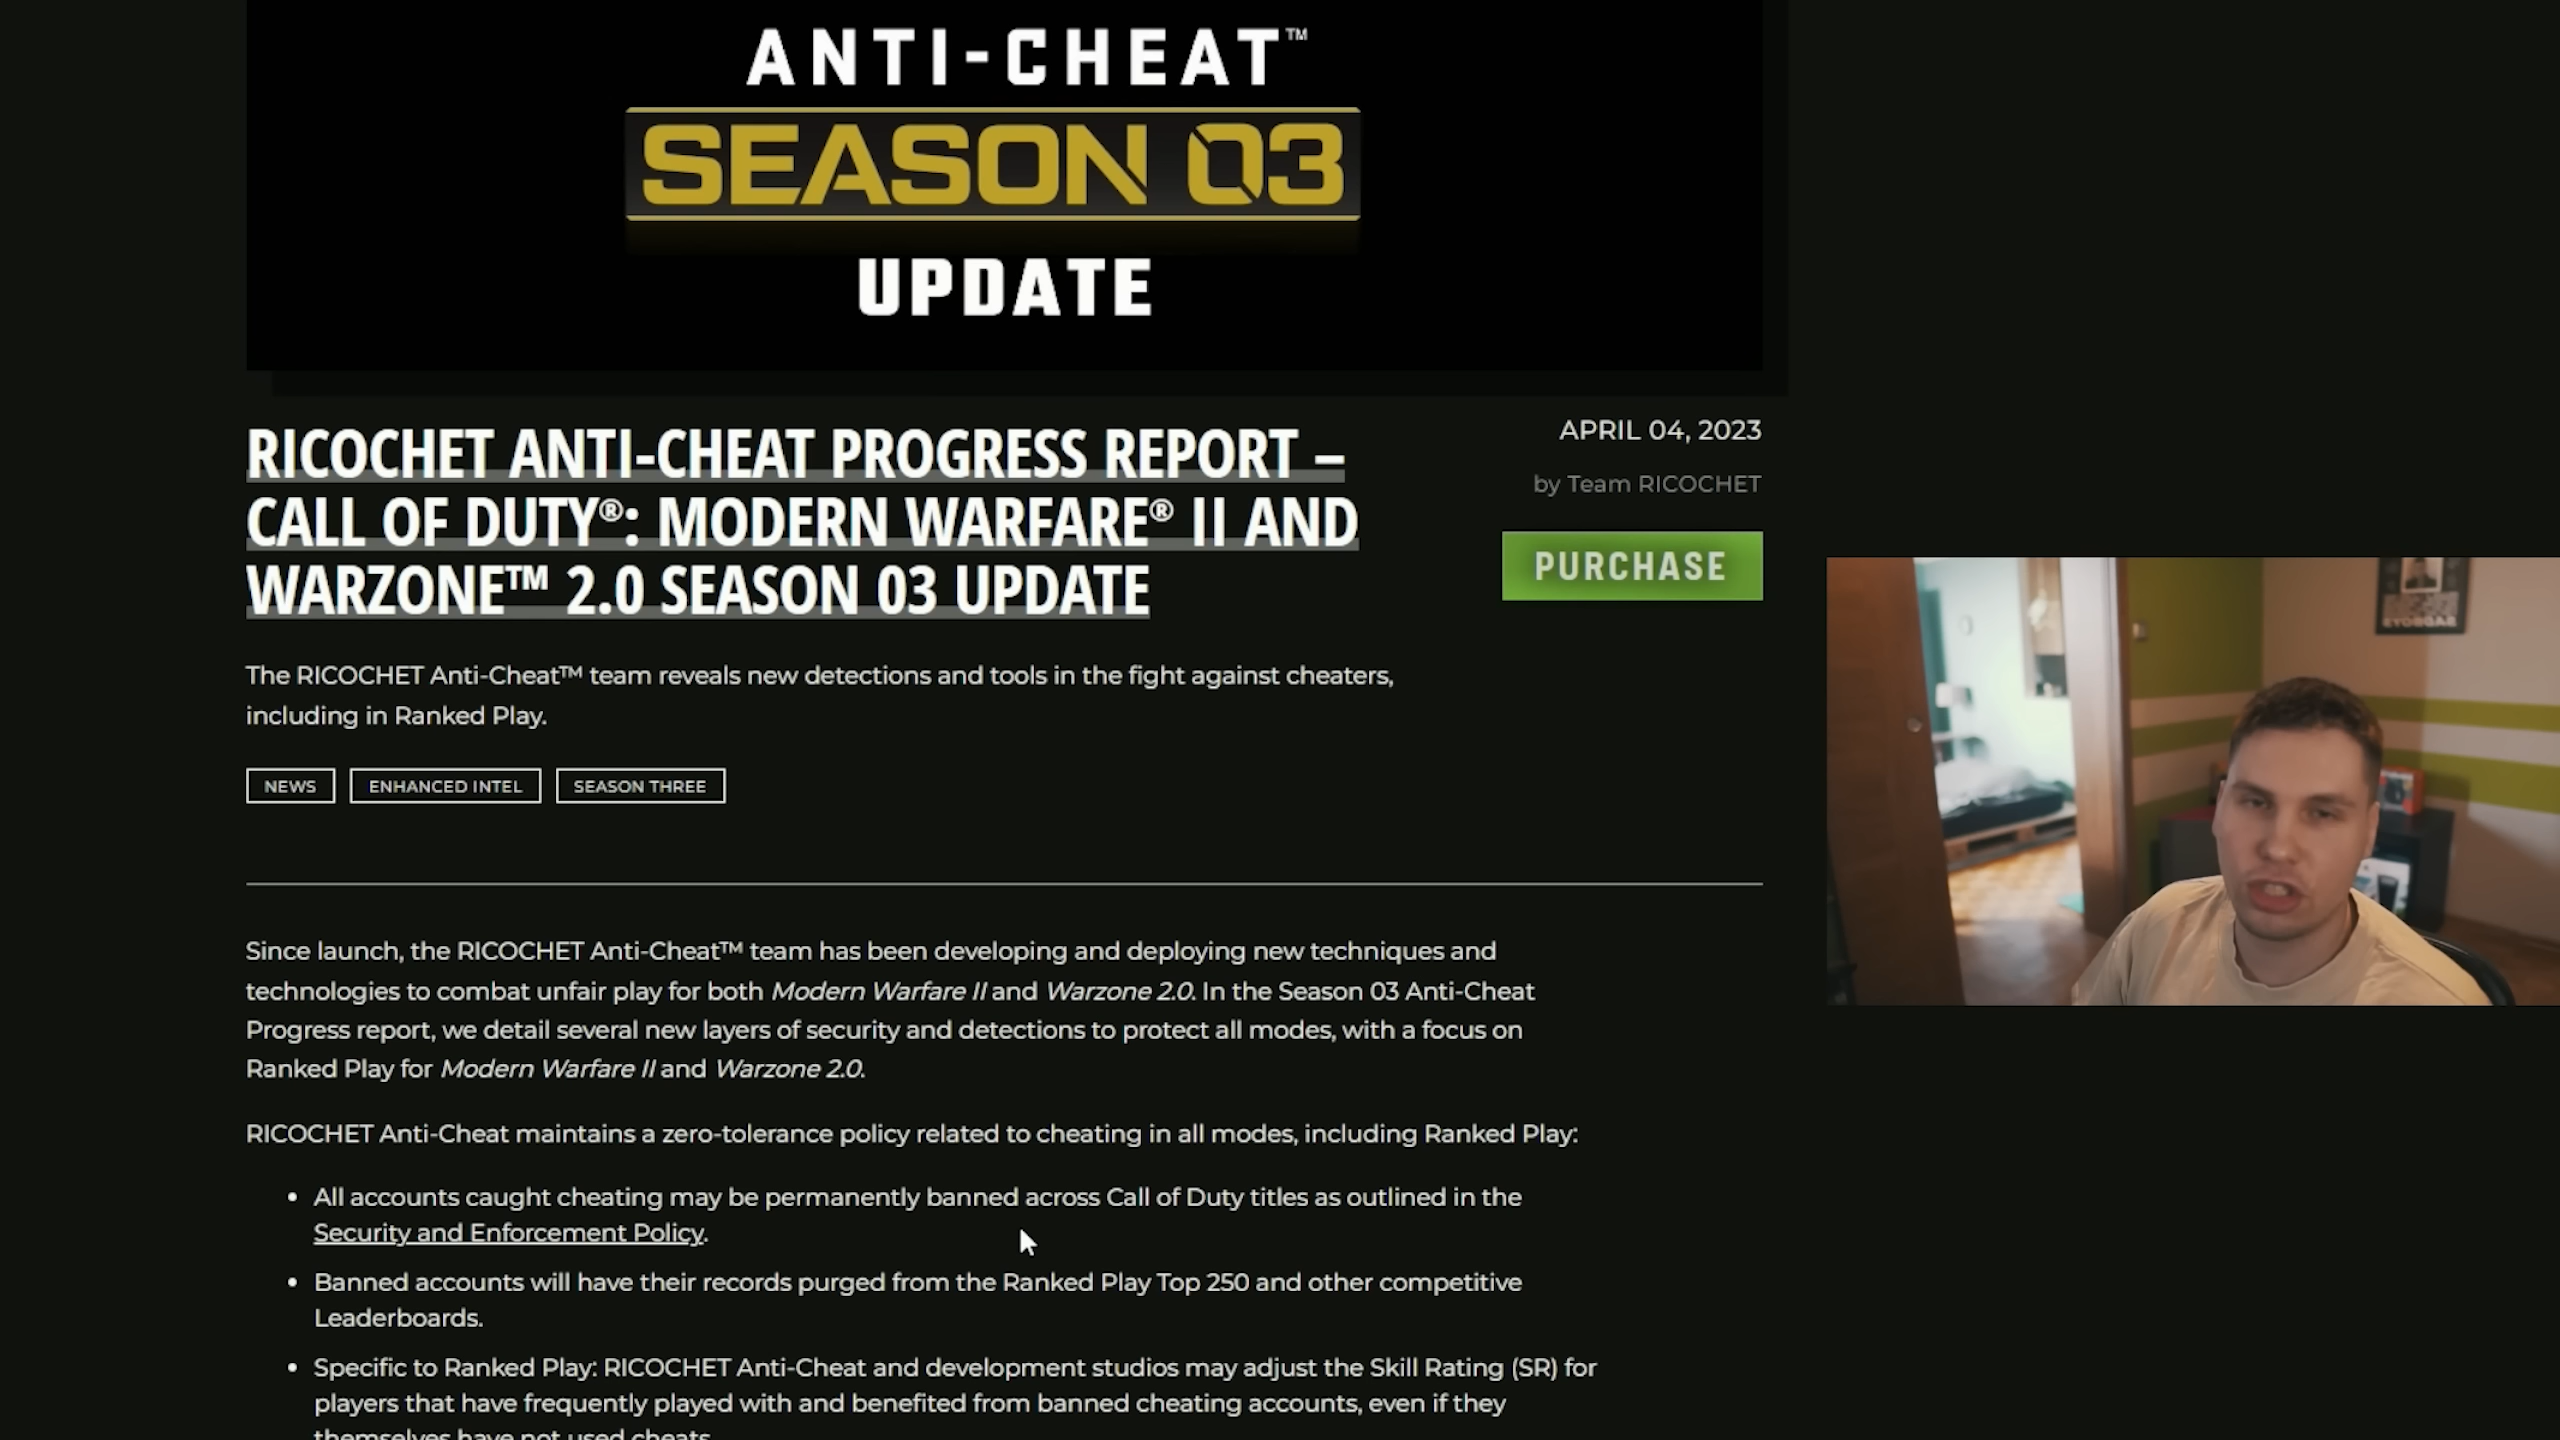 ANTI-CHEAT™
SEASON 03
UPDATE
RICOCHET ANTI-CHEAT PROGRESS REPORT –
CALL OF DUTY®: MODERN WARFARE® II AND
WARZONE™ 2.0 SEASON 03 UPDATE
APRIL 04, 2023
by Team RICOCHET
PURCHASE
The RICOCHET Anti-Cheat™ team reveals new detections and tools in the fight against cheaters,
including in Ranked Play.
NEWS
ENHANCED INTEL
SEASON THREE
Since launch, the RICOCHET Anti-Cheat™ team has been developing and deploying new techniques and
technologies to combat unfair play for both Modern Warfare II and Warzone 2.0. In the Season 03 Anti-Cheat
Progress report, we detail several new layers of security and detections to protect all modes, with a focus on
Ranked Play for Modern Warfare II and Warzone 2.0.
RICOCHET Anti-Cheat maintains a zero-tolerance policy related to cheating in all modes, including Ranked Play:
• All accounts caught cheating may be permanently banned across Call of Duty titles as outlined in the
Security and Enforcement Policy.
• Banned accounts will have their records purged from the Ranked Play Top 250 and other competitive
Leaderboards.
• Specific to Ranked Play: RICOCHET Anti-Cheat and development studios may adjust the Skill Rating (SR) for
players that have frequently played with and benefited from banned cheating accounts, even if they
themselves have not used cheats